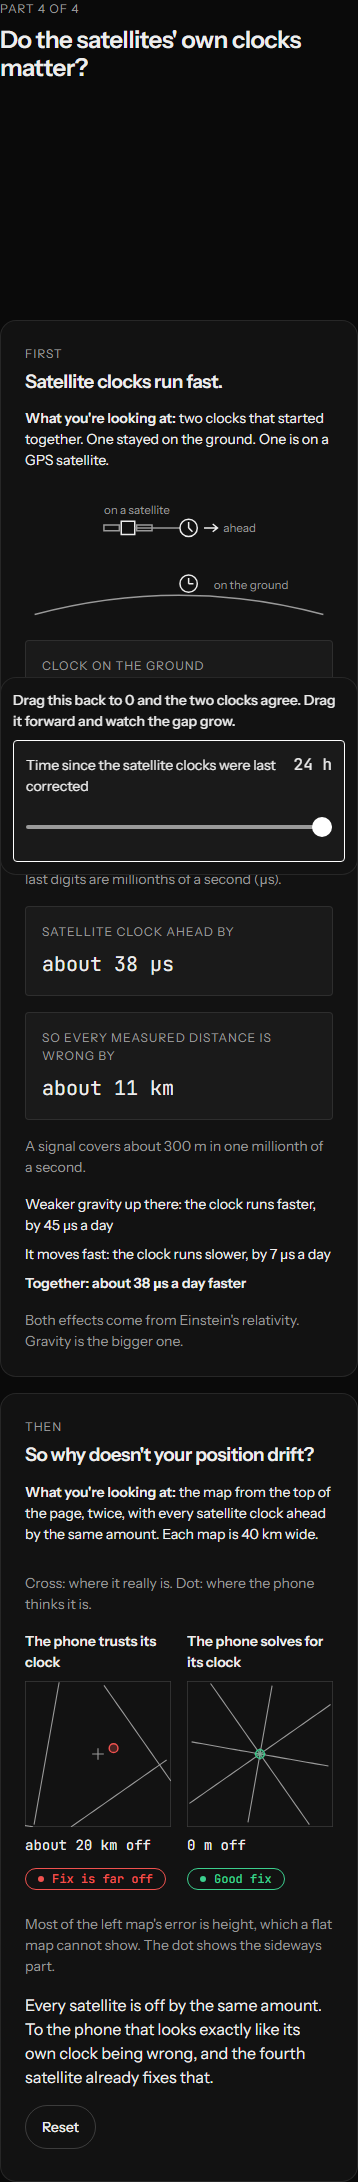 PART 4 OF 4
Do the satellites' own clocks
matter?
FIRST
Satellite clocks run fast.
What you're looking at: two clocks that started
together. One stayed on the ground. One is on a
GPS satellite.
on a satellite
ahead
on the ground
CLOCK ON THE GROUND
Drag this back to 0 and the two clocks agree. Drag
it forward and watch the gap grow.
Time since the satellite clocks were last
corrected
24 h
last digits are millionths of a second (µs).
SATELLITE CLOCK AHEAD BY
about 38 µs
SO EVERY MEASURED DISTANCE IS
WRONG BY
about 11 km
A signal covers about 300 m in one millionth of
a second.
Weaker gravity up there: the clock runs faster,
by 45 µs a day
It moves fast: the clock runs slower, by 7 µs a day
Together: about 38 µs a day faster
Both effects come from Einstein's relativity.
Gravity is the bigger one.
THEN
So why doesn't your position drift?
What you're looking at: the map from the top of
the page, twice, with every satellite clock ahead
by the same amount. Each map is 40 km wide.
Cross: where it really is. Dot: where the phone
thinks it is.
The phone trusts its
clock
about 20 km off
Fix is far off
The phone solves for
its clock
0 m off
Good fix
Most of the left map's error is height, which a flat
map cannot show. The dot shows the sideways
part.
Every satellite is off by the same amount.
To the phone that looks exactly like its
own clock being wrong, and the fourth
satellite already fixes that.
Reset